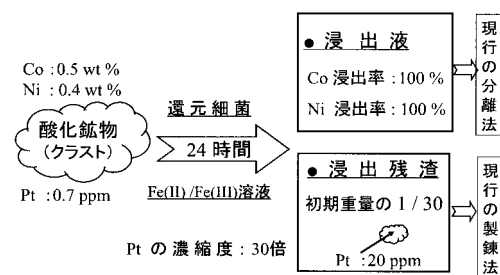 Co : 0.5 wt %
Ni : 0.4 wt %
酸化鉱物
(クラスト)
Pt : 0.7 ppm
還元細菌
24 時間
Fe(II) /Fe(III)溶液
Pt の濃縮度 : 30倍
● 浸 出 液
Co 浸出率 : 100 %
Ni 浸出率 : 100 %
現行の分離法
● 浸 出 残 渣
初期重量の 1 / 30
Pt : 20 ppm
現行の製錬法